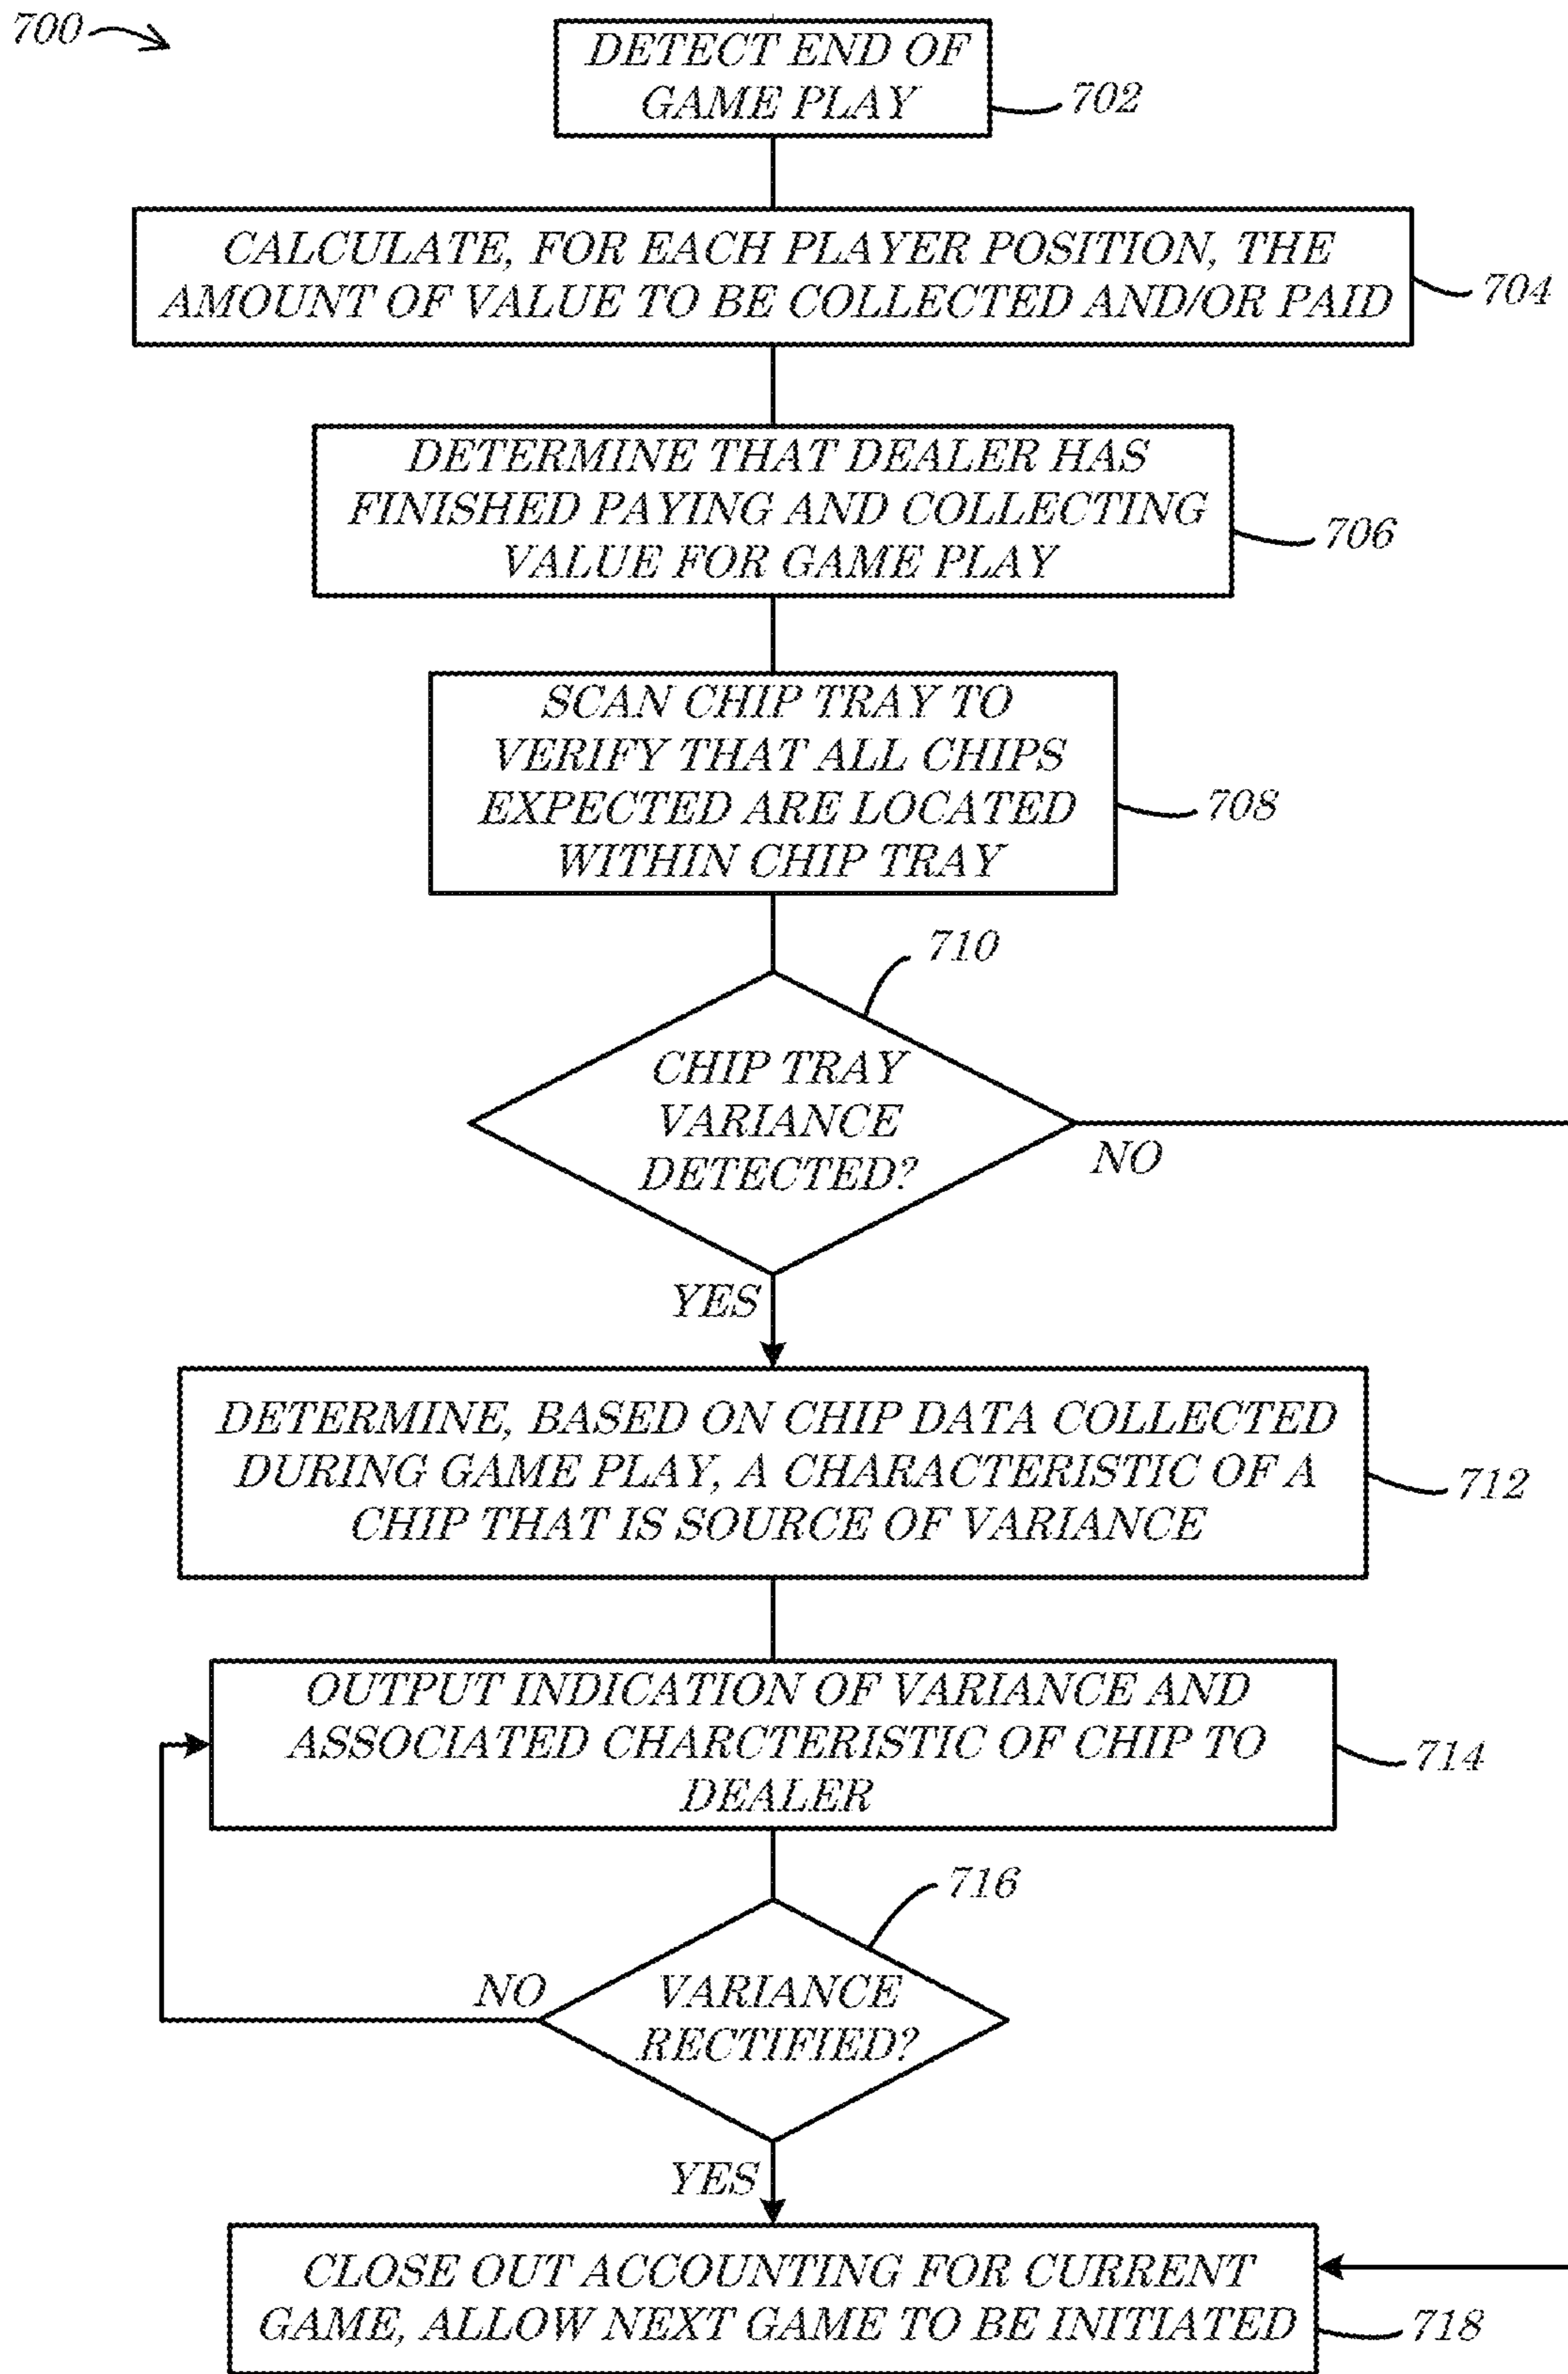 700
DETECT END OF
GAME PLAY
702
CALCULATE, FOR EACH PLAYER POSITION, THE
AMOUNT OF VALUE TO BE COLLECTED AND/OR PAID
704
DETERMINE THAT DEALER HAS
FINISHED PAYING AND COLLECTING
VALUE FOR GAME PLAY
706
SCAN CHIP TRAY TO
VERIFY THAT ALL CHIPS
EXPECTED ARE LOCATED
WITHIN CHIP TRAY
708
710
CHIP TRAY
VARIANCE
DETECTED?
NO
YES
DETERMINE, BASED ON CHIP DATA COLLECTED
DURING GAME PLAY, A CHARACTERISTIC OF A
CHIP THAT IS SOURCE OF VARIANCE
712
OUTPUT INDICATION OF VARIANCE AND
ASSOCIATED CHARCTERISTIC OF CHIP TO
DEALER
714
716
NO
VARIANCE
RECTIFIED?
YES
CLOSE OUT ACCOUNTING FOR CURRENT
GAME, ALLOW NEXT GAME TO BE INITIATED
718